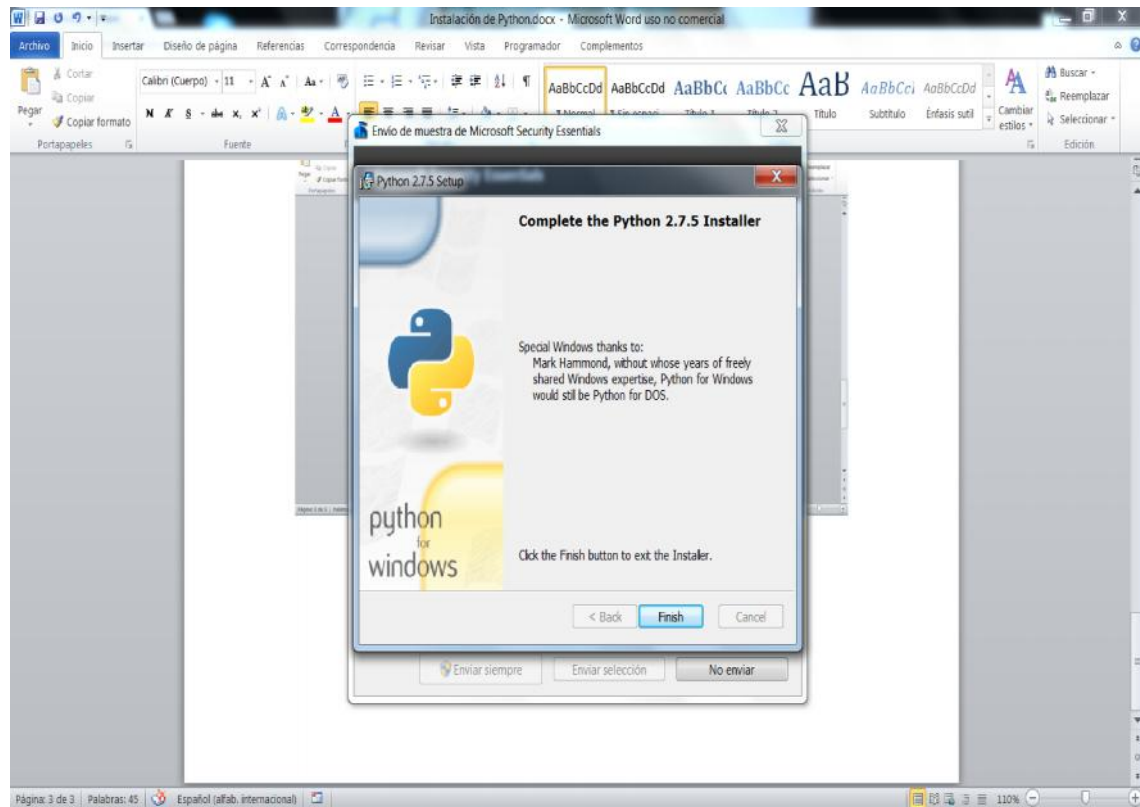 Instalación de Python.docx - Microsoft Word uso no comercial
Archivo Inicio Insertar Diseño de página Referencias Correspondencia Revisar Vista Programador Complementos
Pegar
Cortar
Copiar
Copiar formato
Portapapeles
Calibri (Cuerpo) 11
N K S abc x, x²
Fuente
AaBbCcDd AaBbCcDd AaBbCc AaBbCc AaB AaBbCci AaBbCcDd
Título Subtítulo Énfasis sutil
Cambiar estilos
Buscar
Reemplazar
Seleccionar
Edición
Envío de muestra de Microsoft Security Essentials
Python 2.7.5 Setup
Complete the Python 2.7.5 Installer
Special Windows thanks to:
Mark Hammond, without whose years of freely
shared Windows expertise, Python for Windows
would still be Python for DOS.
python
for
windows
Click the Finish button to exit the Installer.
< Back Finish Cancel
Enviar siempre Enviar selección No enviar
Página: 3 de 3 Palabras: 45 Español (alfab. internacional) 110%